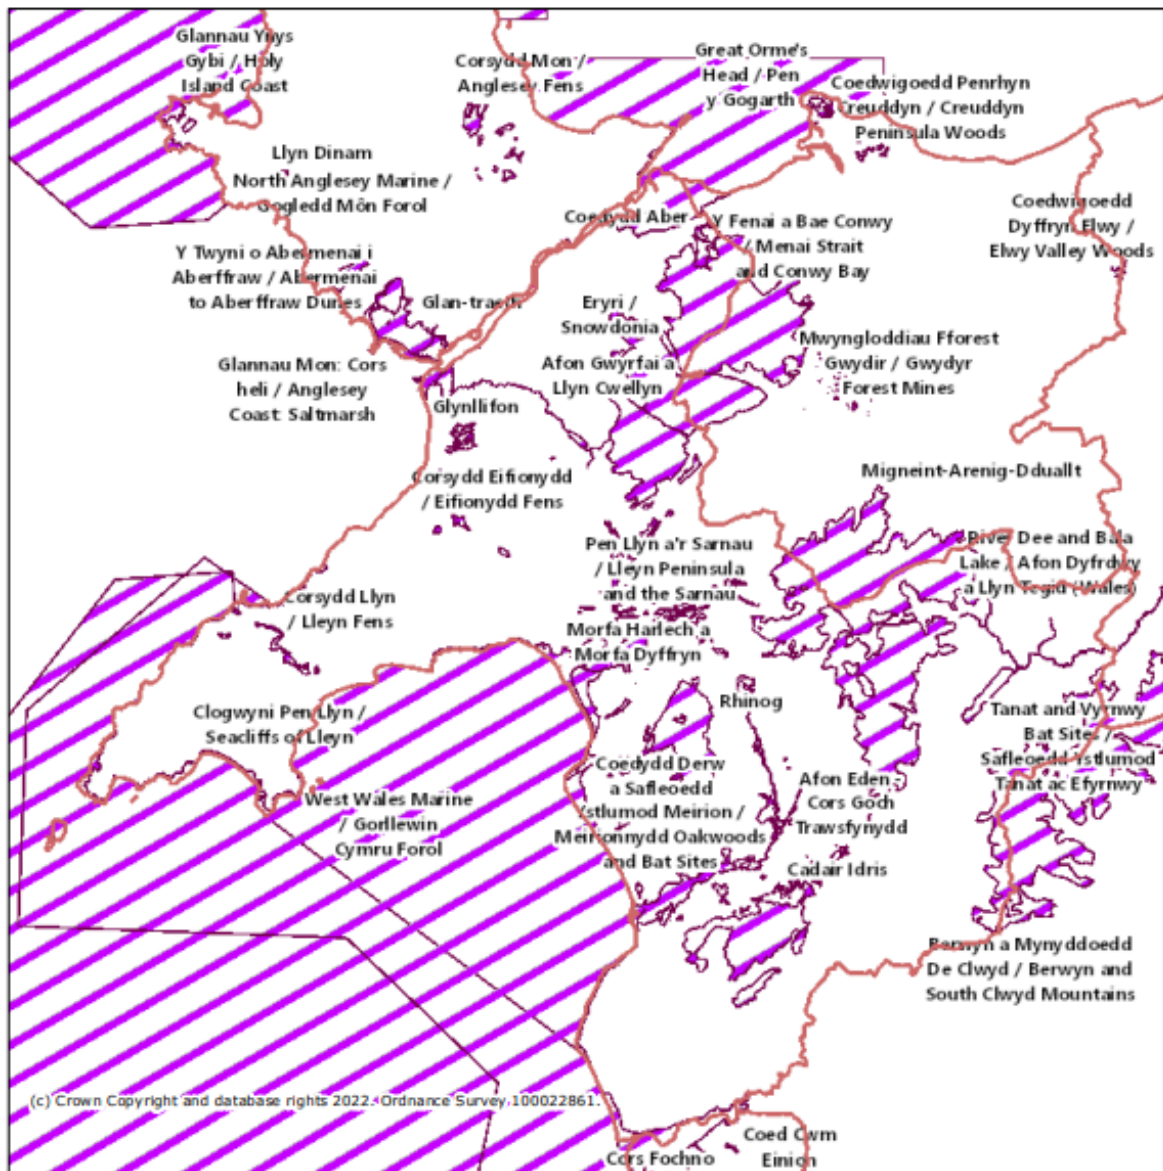 Glannau Ynys
Gybi / Holy
Island Coast
Corsydd Mon /
Anglesey Fens
Great Orme's
Head / Pen
y Gogarth
Coedwigoedd Penrhyn
Creuddyn / Creuddyn
Peninsula Woods
Llyn Dinam
North Anglesey Marine /
Gogledd Môn Forol
Coedydd Aber
Y Fenai a Bae Conwy
/ Menai Strait
and Conwy Bay
Coedwigoedd
Dyffryn Elwy /
Elwy Valley Woods
Y Twyni o Abermenai i
Aberffraw / Abermenai
to Aberffraw Dunes
Glan-traeth
Eryri /
Snowdonia
Glannau Mon: Cors
heli / Anglesey
Coast: Saltmarsh
Afon Gwyrfai a
Llyn Cwellyn
Mwyngloddiau Fforest
Gwydir / Gwydyr
Forest Mines
Glynllifon
Corsydd Eifionydd
/ Eifionydd Fens
Migneint-Arenig-Dduallt
Pen Llyn a'r Sarnau
/ Lleyn Peninsula
and the Sarnau
River Dee and Bala
Lake / Afon Dyfrdwy
a Llyn Tegid (Wales)
Corsydd Llyn
/ Lleyn Fens
Morfa Harlech a
Morfa Dyffryn
Rhinog
Clogwyni Pen Llyn /
Seacliffs of Lleyn
Tanat and Vyrnwy
Bat Sites /
Safleoedd Ystlumod
Tanat ac Efyrnwy
Coedydd Derw
a Safleoedd
Ystlumod Meirion /
Meirionnydd Oakwoods
and Bat Sites
Afon Eden -
Cors Goch
Trawsfynydd
West Wales Marine
/ Gorllewin
Cymru Forol
Cadair Idris
Berwyn a Mynyddoedd
De Clwyd / Berwyn and
South Clwyd Mountains
(c) Crown Copyright and database rights 2022. Ordnance Survey 100022861.
Coed Cwm
Einion
Cors Fochno